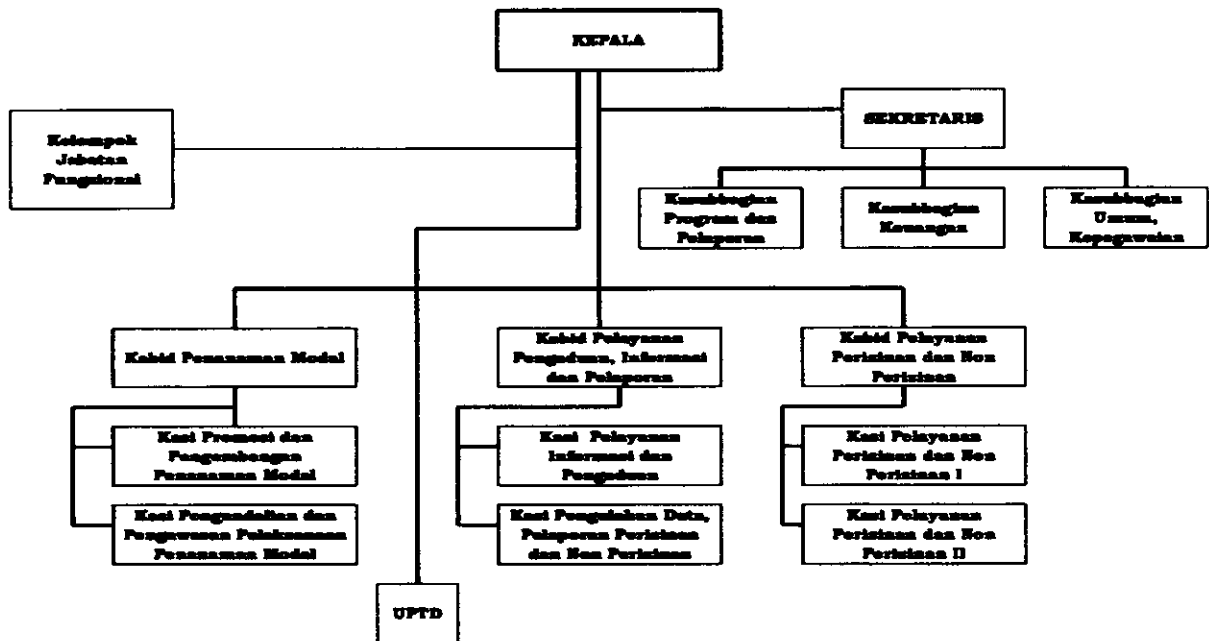 KEPALA
SEKRETARIS
Kelompok
Jabatan
Fungsional
Kasubbagian
Program dan
Pelaporan
Kasubbagian
Keuangan
Kasubbagian
Umum,
Kepegawaian
Kabid Penanaman Modal
Kabid Pelayanan
Pengaduan, Informasi
dan Pelaporan
Kabid Pelayanan
Perizinan dan Non
Perizinan
Kasi Promosi dan
Pengembangan
Penanaman Modal
Kasi Pelayanan
Informasi dan
Pengaduan
Kasi Pelayanan
Perizinan dan Non
Perizinan I
Kasi Pengendalian dan
Pengawasan Pelaksanaan
Penanaman Modal
Kasi Pengolahan Data,
Pelaporan Perizinan
dan Non Perizinan
Kasi Pelayanan
Perizinan dan Non
Perizinan II
UPTD